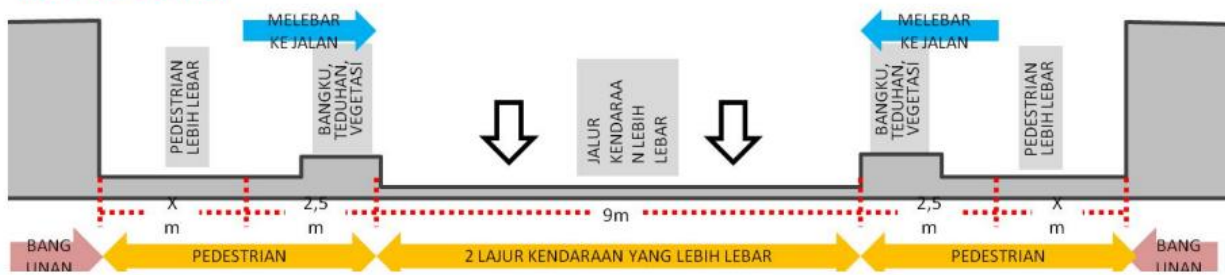 MELEBAR
KE JALAN
MELEBAR
KE JALAN
PEDESTRIAN
LEBIH LEBAR
BANGKU,
TEDUHAN,
VEGETASI
JALUR
KENDARAA
N LEBIH
LEBAR
BANGKU,
TEDUHAN,
VEGETASI
PEDESTRIAN
LEBIH LEBAR
X
m
2,5
m
9m
2,5
m
X
m
BANG
UNAN
PEDESTRIAN
2 LAJUR KENDARAAN YANG LEBIH LEBAR
PEDESTRIAN
BANG
UNAN